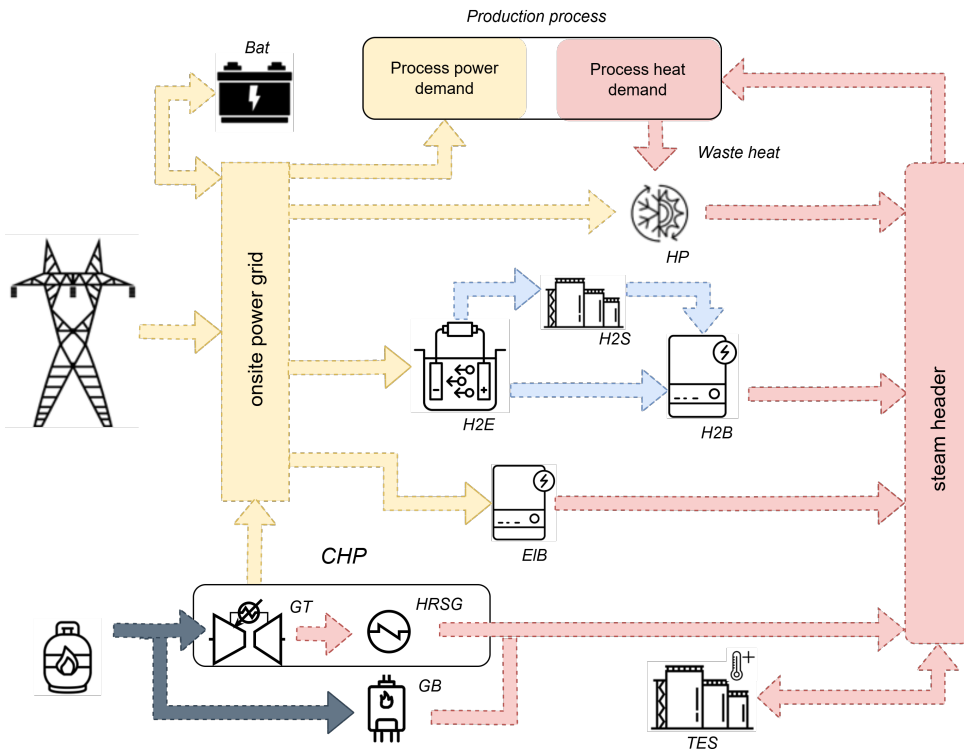 Production process
Bat
Process power
demand
Process heat
demand
Waste heat
HP
onsite power grid
H2S
H2E
H2B
steam header
ElB
CHP
GT
HRSG
GB
TES